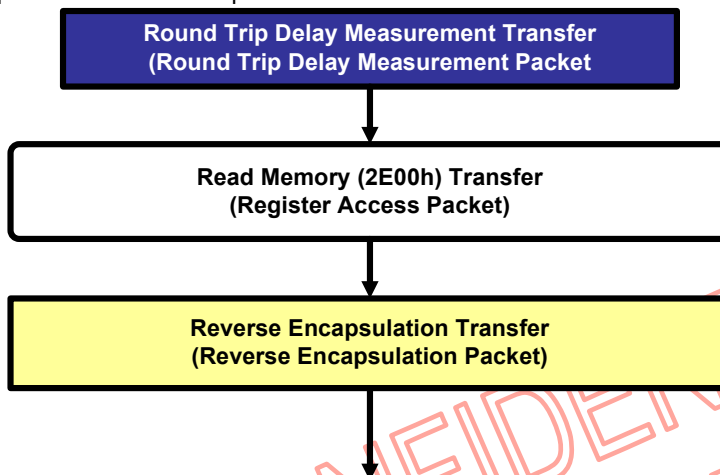 Round Trip Delay Measurement Transfer
(Round Trip Delay Measurement Packet
Read Memory (2E00h) Transfer
(Register Access Packet)
Reverse Encapsulation Transfer
(Reverse Encapsulation Packet)